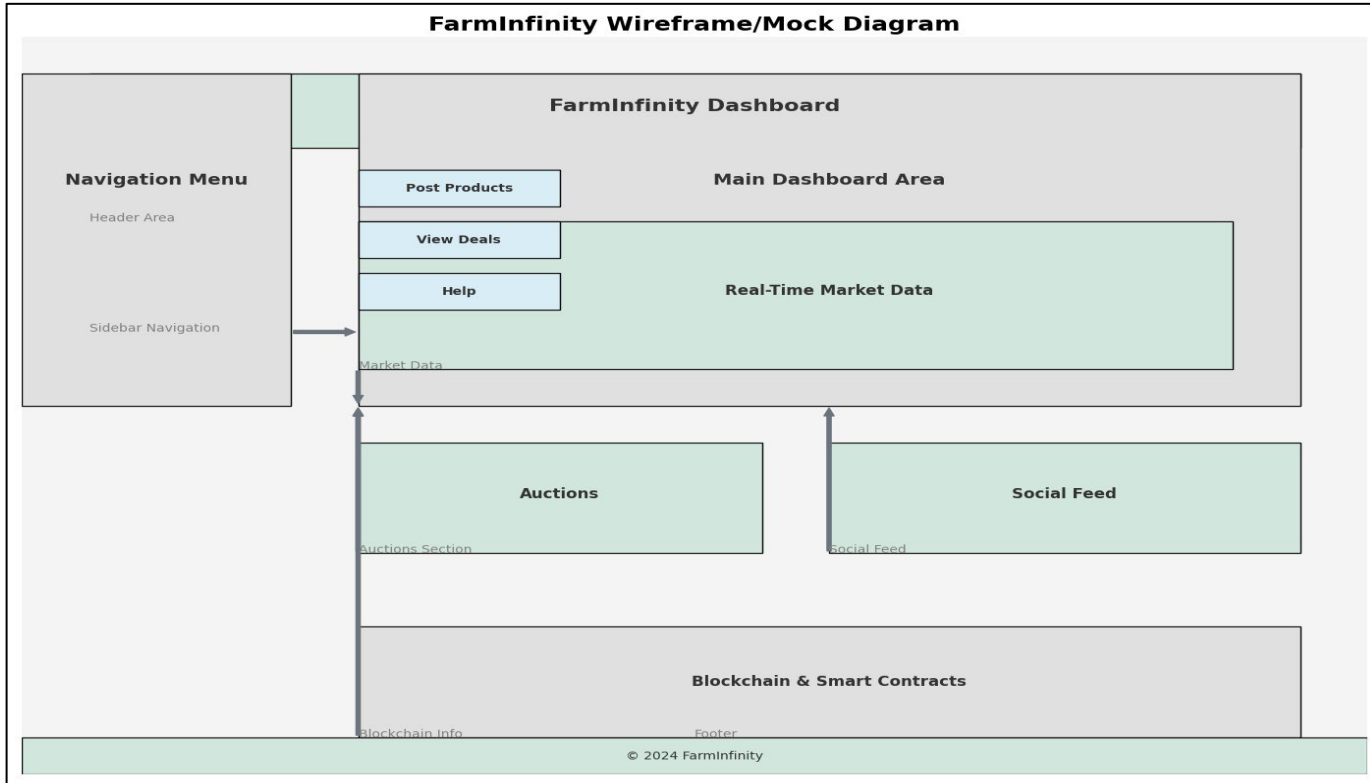 FarmInfinity Wireframe/Mock Diagram
FarmInfinity Dashboard
Navigation Menu
Main Dashboard Area
Post Products
Header Area
View Deals
Help
Real-Time Market Data
Sidebar Navigation
Market Data
Auctions
Social Feed
Auctions Section
Social Feed
Blockchain & Smart Contracts
Blockchain Info
Footer
© 2024 FarmInfinity